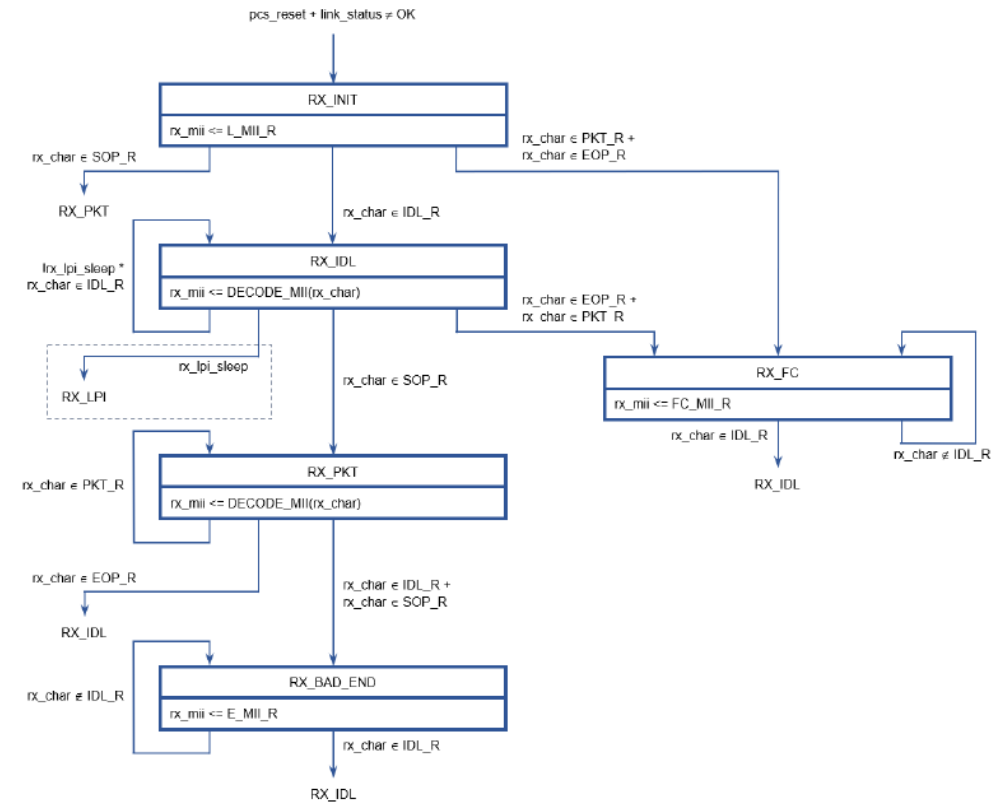 pcs_reset + link_status ≠ OK
RX_INIT
rx_mii <= L_MII_R
rx_char ∈ SOP_R
RX_PKT
rx_char ∈ IDL_R
rx_char ∈ PKT_R +
rx_char ∈ EOP_R
!rx_lpi_sleep *
rx_char ∈ IDL_R
RX_IDL
rx_mii <= DECODE_MII(rx_char)
rx_char ∈ EOP_R +
rx_char ∈ PKT_R
rx_lpi_sleep
RX_LPI
rx_char ∈ SOP_R
RX_FC
rx_mii <= FC_MII_R
rx_char ∈ IDL_R
rx_char ∉ IDL_R
RX_IDL
rx_char ∈ PKT_R
RX_PKT
rx_mii <= DECODE_MII(rx_char)
rx_char ∈ EOP_R
RX_IDL
rx_char ∈ IDL_R +
rx_char ∈ SOP_R
rx_char ∉ IDL_R
RX_BAD_END
rx_mii <= E_MII_R
rx_char ∈ IDL_R
RX_IDL